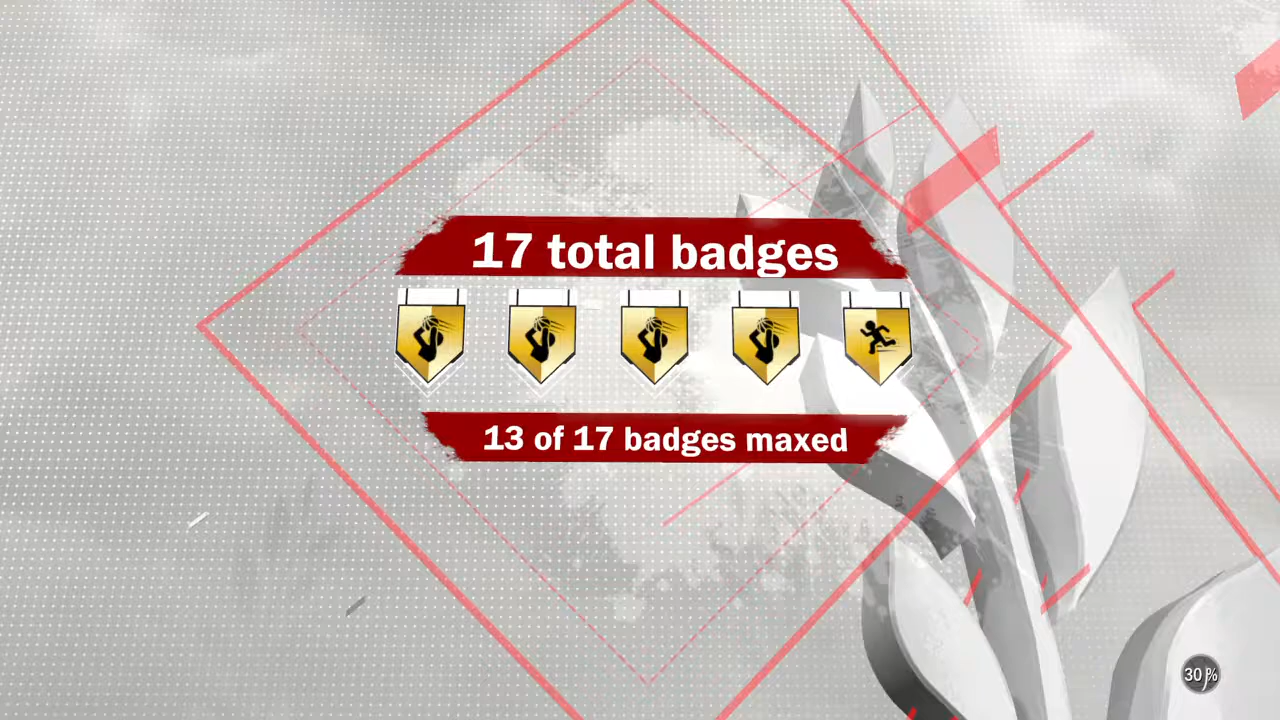 17 total badges
13 of 17 badges maxed
30%